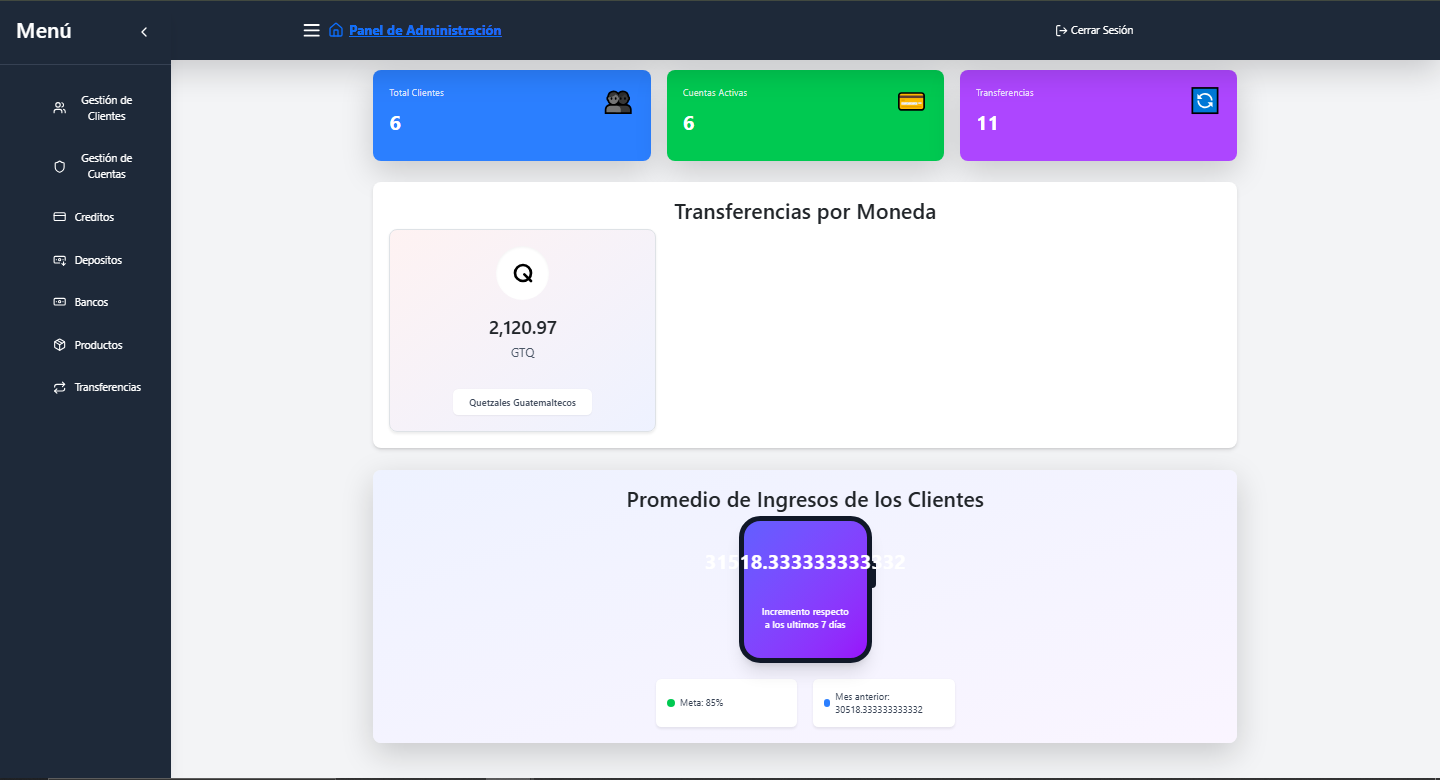 Menú
Panel de Administración
Cerrar Sesión
Gestión de
Clientes
Gestión de
Cuentas
Creditos
Depositos
Bancos
Productos
Transferencias
Total Clientes
6
Cuentas Activas
6
Transferencias
11
Transferencias por Moneda
Q
2,120.97
GTQ
Quetzales Guatemaltecos
Promedio de Ingresos de los Clientes
31518.333333333332
Incremento respecto
a los ultimos 7 días
Meta: 85%
Mes anterior:
30518.333333333332